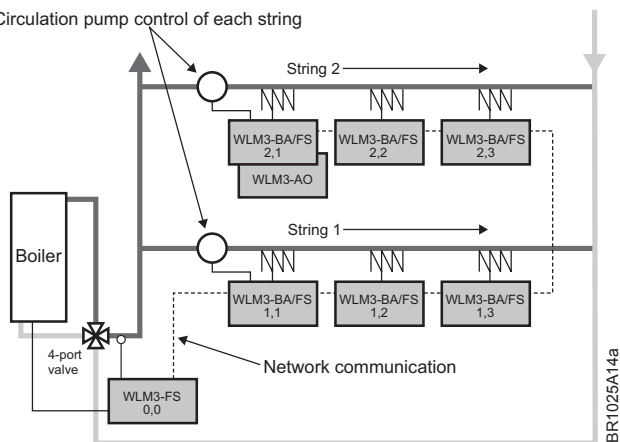 Circulation pump control of each string
String 2
WLM3-BA/FS
2,1
WLM3-BA/FS
2,2
WLM3-BA/FS
2,3
WLM3-AO
String 1
Boiler
WLM3-BA/FS
1,1
WLM3-BA/FS
1,2
WLM3-BA/FS
1,3
4-port
valve
Network communication
WLM3-FS
0,0
BR1025A14a